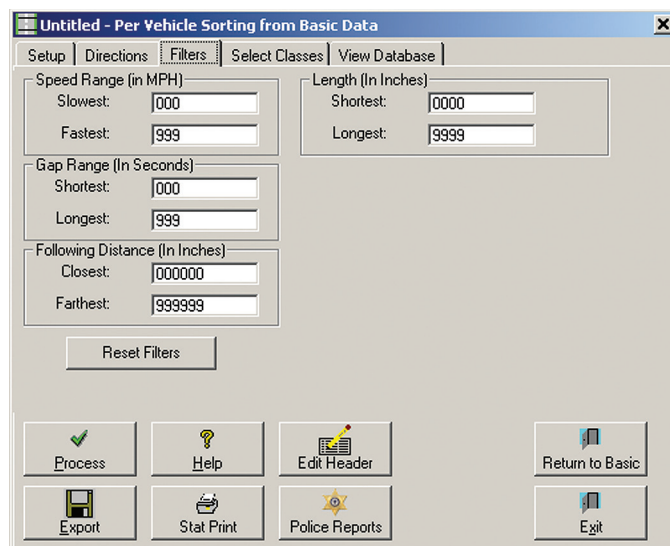 Untitled - Per Vehicle Sorting from Basic Data
Setup Directions Filters Select Classes View Database
Speed Range (in MPH)
Slowest: 000
Fastest: 999
Length (In Inches)
Shortest: 0000
Longest: 9999
Gap Range (In Seconds)
Shortest: 000
Longest: 999
Following Distance (In Inches)
Closest: 000000
Farthest: 999999
Reset Filters
Process Help Edit Header Return to Basic
Export Stat Print Police Reports Exit